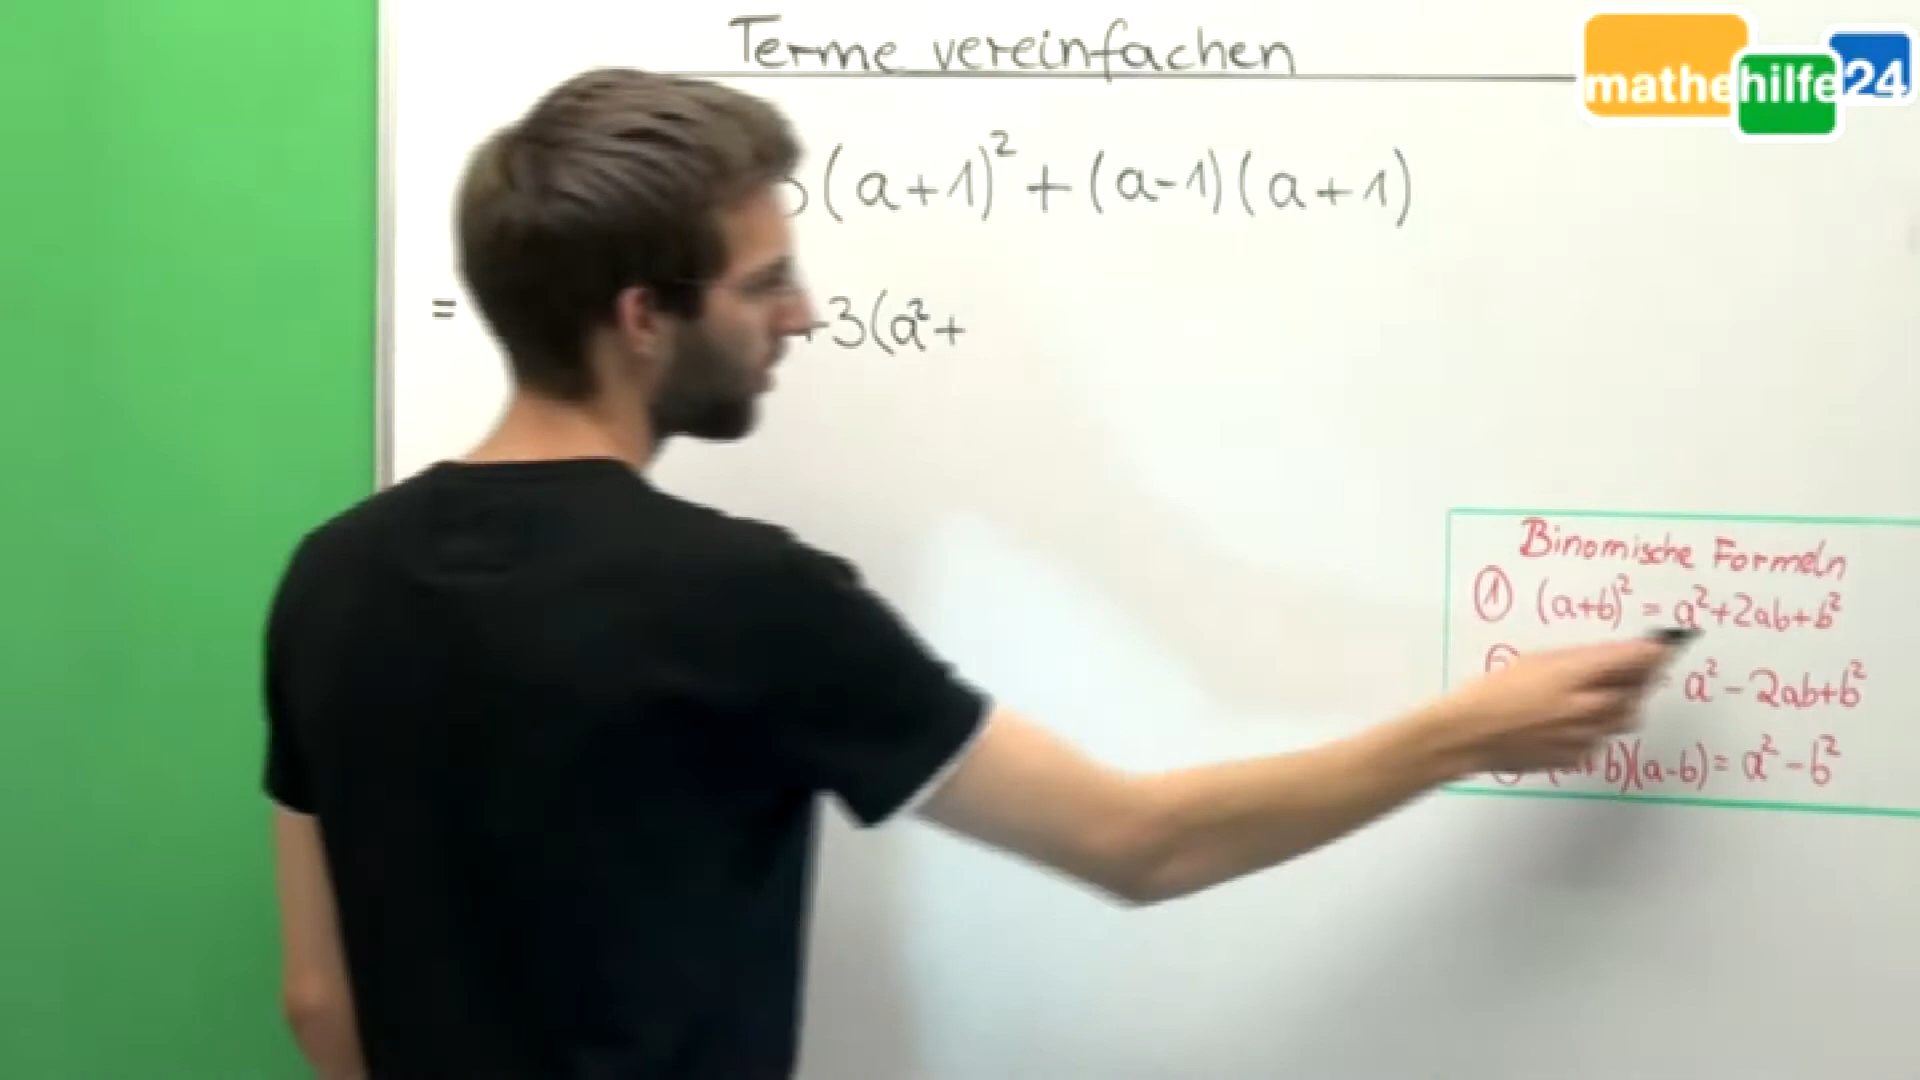 Terme vereinfachen
mathehilfe24
(a+1)² + (a-1)(a+1)
= +3(a²+
Binomische Formeln
① (a+b)² = a²+2ab+b²
= a² - 2ab+b²
b)(a-b) = a² - b²